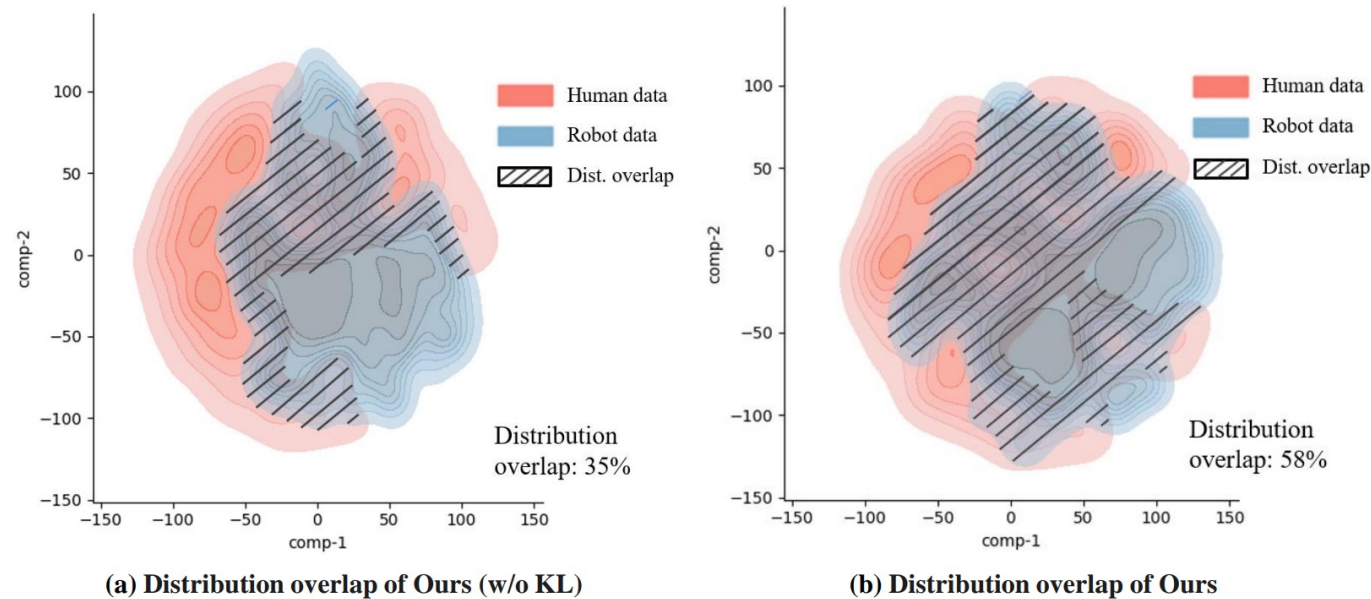 100
50
0
−50
−100
−150
comp-2
−150
−100
−50
0
50
100
150
comp-1
Human data
Robot data
Dist. overlap
Distribution
overlap: 35%
(a) Distribution overlap of Ours (w/o KL)
100
50
0
−50
−100
−150
comp-2
−150
−100
−50
0
50
100
150
comp-1
Human data
Robot data
Dist. overlap
Distribution
overlap: 58%
(b) Distribution overlap of Ours